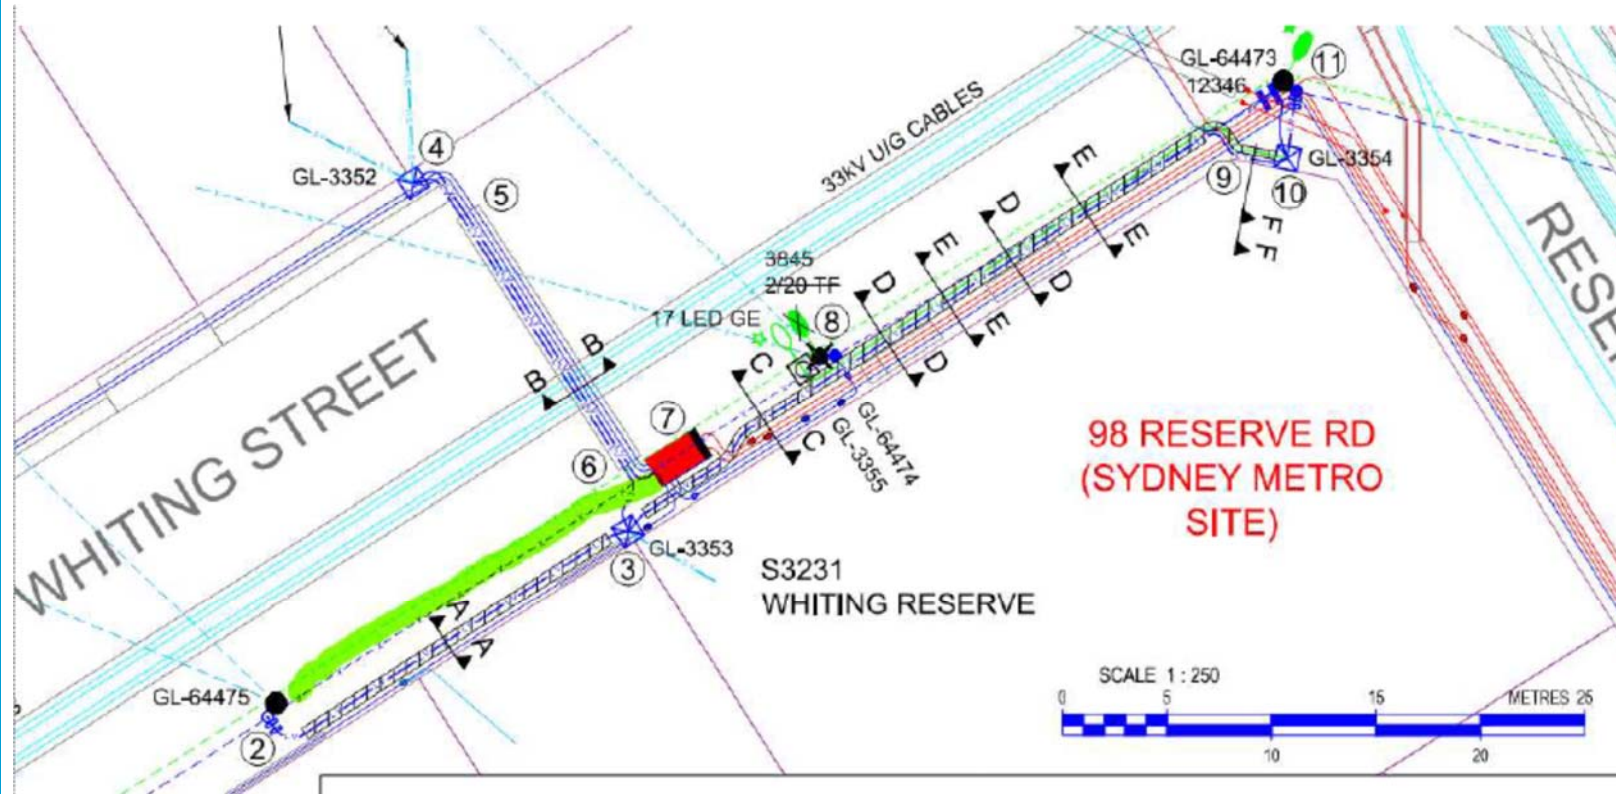 GL-64473
12346
11
4
GL-3352
5
33kV U/G CABLES
GL-3354
9
10
E
E
D
D
E
E
D
D
F
F
3845
2/20 TF
17 LED GE
8
C
C
B
B
7
6
GL-64474
GL-3355
WHITING STREET
98 RESERVE RD
(SYDNEY METRO
SITE)
GL-3353
3
S3231
WHITING RESERVE
A
A
GL-64475
2
SCALE 1 : 250
0 5 15 METRES 25
10 20